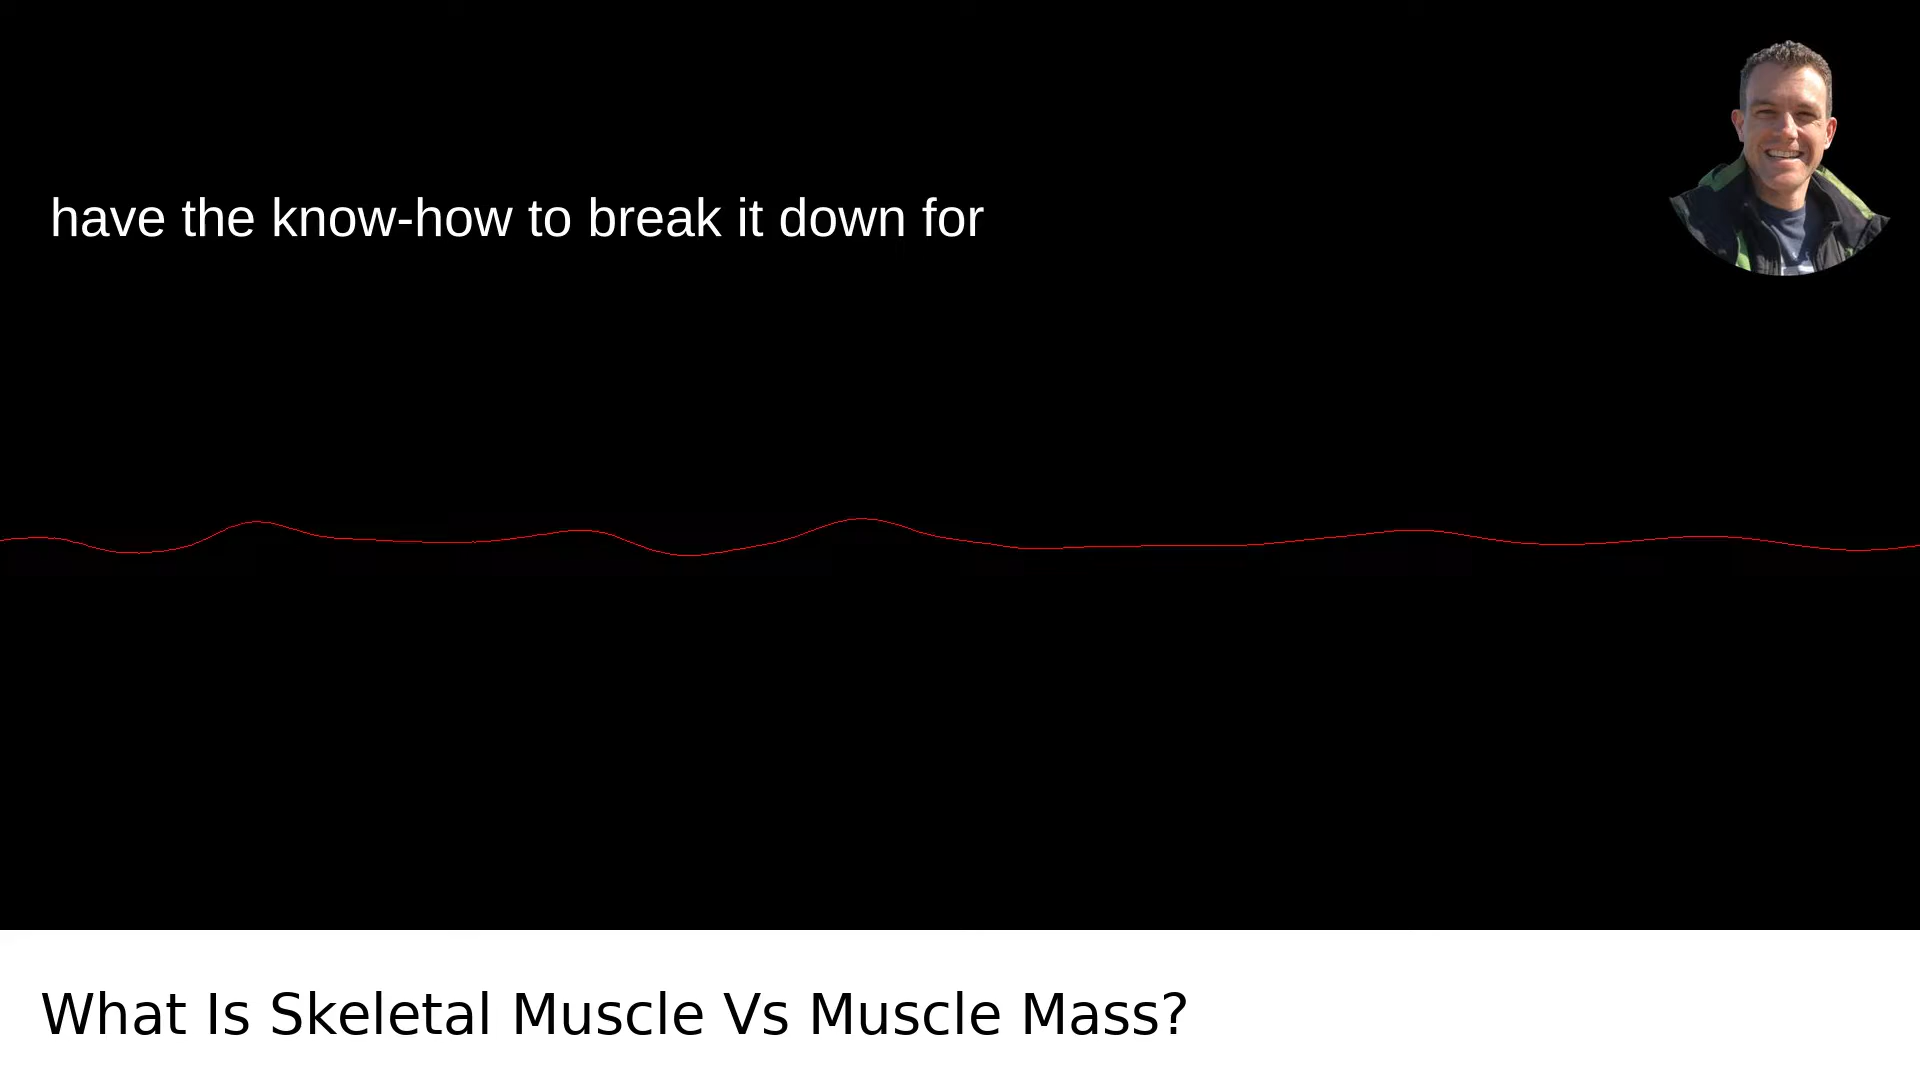 have the know-how to break it down for
What Is Skeletal Muscle Vs Muscle Mass?